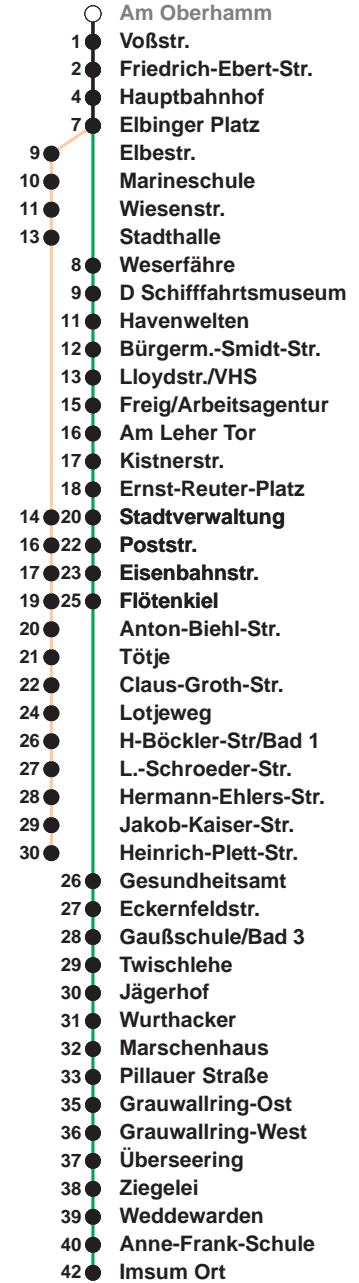 Am Oberhamm
1 Voßstr.
2 Friedrich-Ebert-Str.
4 Hauptbahnhof
7 Elbinger Platz
9 Elbestr.
10 Marineschule
11 Wiesenstr.
13 Stadthalle
8 Weserfähre
9 D Schifffahrtsmuseum
11 Havenwelten
12 Bürgerm.-Smidt-Str.
13 Lloydstr./VHS
15 Freig/Arbeitsagentur
16 Am Leher Tor
17 Kistnerstr.
18 Ernst-Reuter-Platz
14 20 Stadtverwaltung
16 22 Poststr.
17 23 Eisenbahnstr.
19 25 Flötenkiel
20 Anton-Biehl-Str.
21 Tötje
22 Claus-Groth-Str.
24 Lotjeweg
26 H-Böckler-Str/Bad 1
27 L.-Schroeder-Str.
28 Hermann-Ehlers-Str.
29 Jakob-Kaiser-Str.
30 Heinrich-Plett-Str.
26 Gesundheitsamt
27 Eckernfeldstr.
28 Gaußschule/Bad 3
29 Twischlehe
30 Jägerhof
31 Wurthacker
32 Marschenhaus
33 Pillauer Straße
35 Grauwallring-Ost
36 Grauwallring-West
37 Überseering
38 Ziegelei
39 Weddewarden
40 Anne-Frank-Schule
42 Imsum Ort